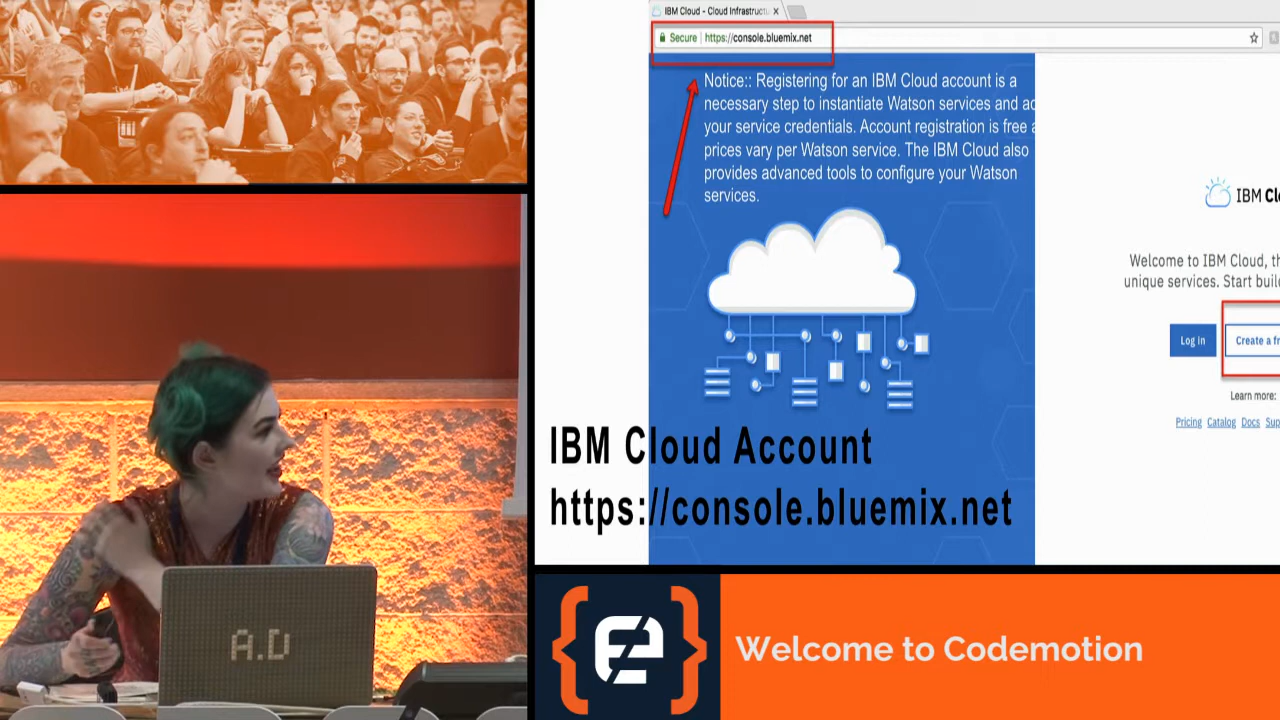 IBM Cloud - Cloud Infrastruct
Secure | https://console.bluemix.net
Notice:: Registering for an IBM Cloud account is a
necessary step to instantiate Watson services and ac
your service credentials. Account registration is free a
prices vary per Watson service. The IBM Cloud also
provides advanced tools to configure your Watson
services.
IBM Clo
Welcome to IBM Cloud, th
unique services. Start build
Log In
Create a fr
Learn more:
Pricing Catalog Docs Sup
IBM Cloud Account
https://console.bluemix.net
A.D
Welcome to Codemotion